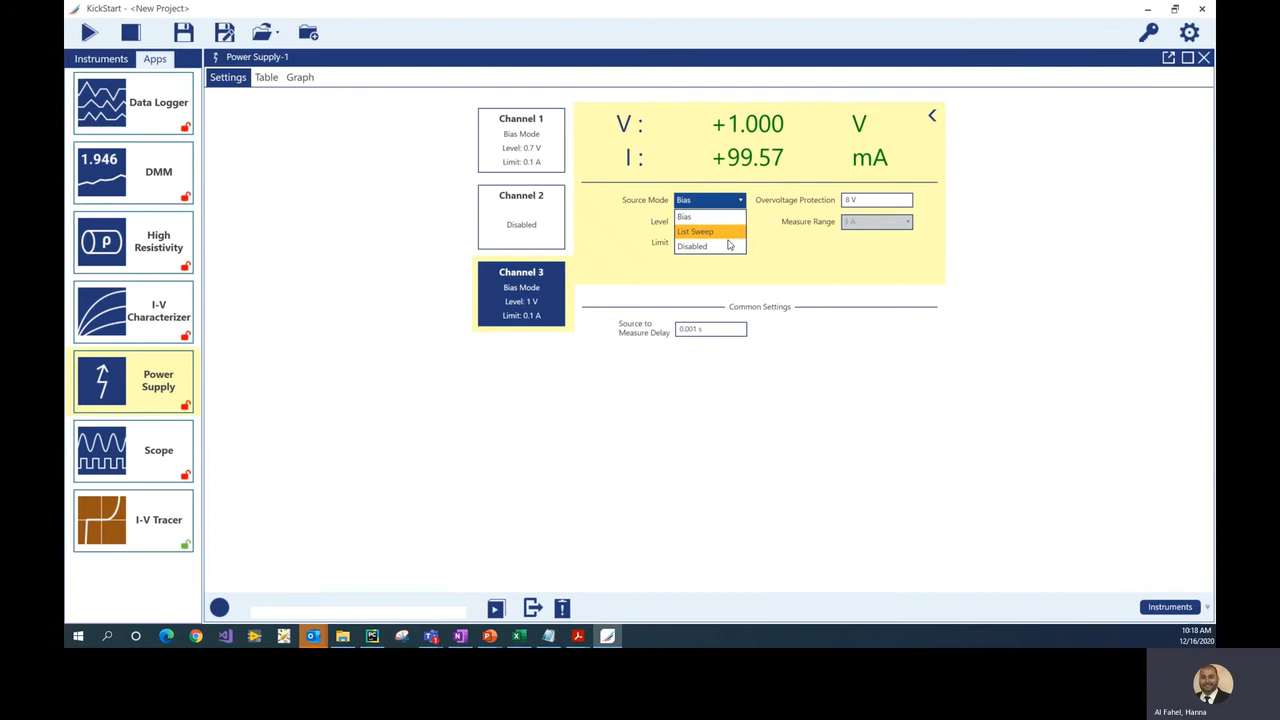 KickStart - <New Project>
Instruments
Apps
Power Supply-1
Settings
Table
Graph
Data Logger
1.946
DMM
ρ
High
Resistivity
I-V
Characterizer
Power
Supply
Scope
I-V Tracer
Channel 1
Bias Mode
Level: 0.7 V
Limit: 0.1 A
Channel 2
Disabled
Channel 3
Bias Mode
Level: 1 V
Limit: 0.1 A
V : +1.000 V
I : +99.57 mA
Source Mode Bias
Bias
List Sweep
Disabled
Level
Limit
Overvoltage Protection 8 V
Measure Range 3 A
Common Settings
Source to
Measure Delay
0.001 s
Instruments
10:18 AM
12/16/2020
Al Fahel, Hanna